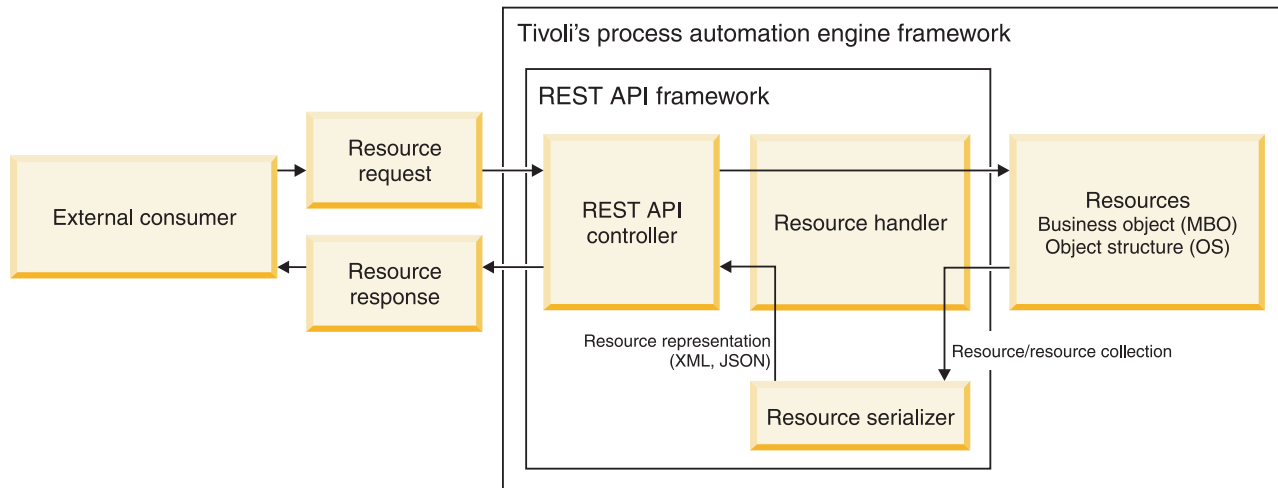 Tivoli's process automation engine framework
REST API framework
Resource
request
External consumer
REST API
controller
Resource handler
Resources
Business object (MBO)
Object structure (OS)
Resource
response
Resource representation
(XML, JSON)
Resource/resource collection
Resource serializer